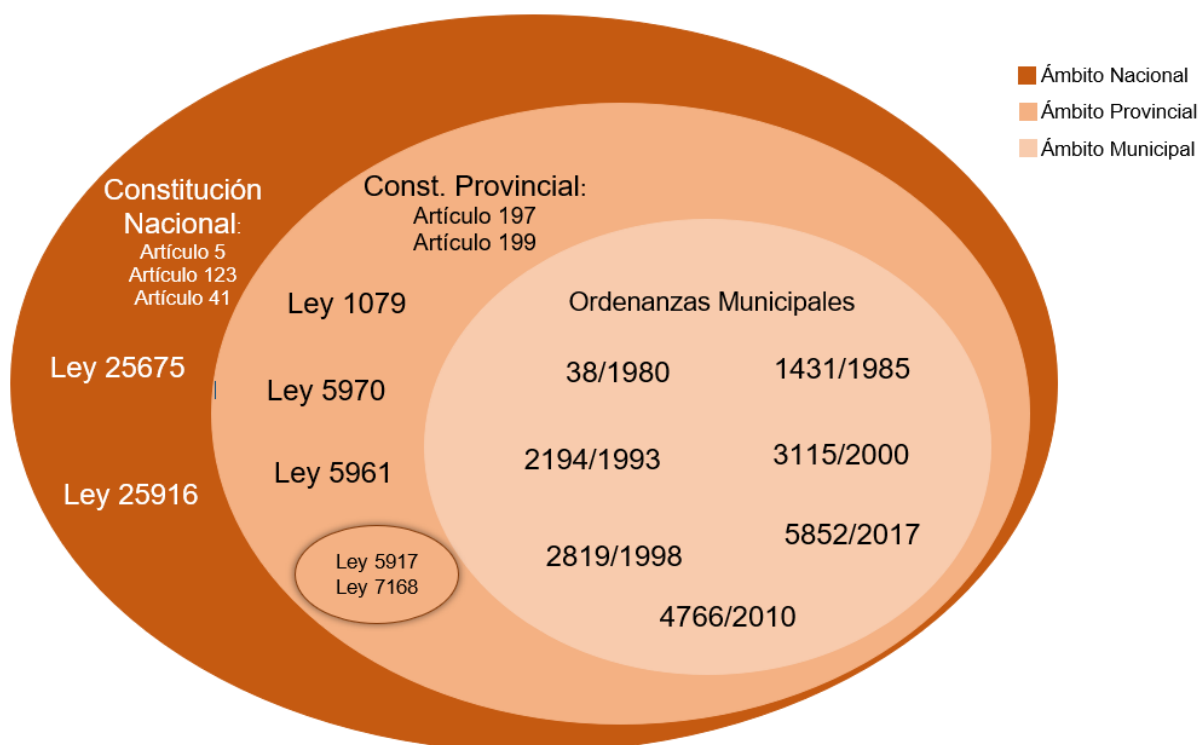 Ámbito Nacional
Ámbito Provincial
Ámbito Municipal
Constitución
Nacional:
Artículo 5
Artículo 123
Artículo 41
Ley 25675
Ley 25916
Const. Provincial:
Artículo 197
Artículo 199
Ley 1079
Ley 5970
Ley 5961
Ley 5917
Ley 7168
Ordenanzas Municipales
38/1980
1431/1985
2194/1993
3115/2000
2819/1998
5852/2017
4766/2010